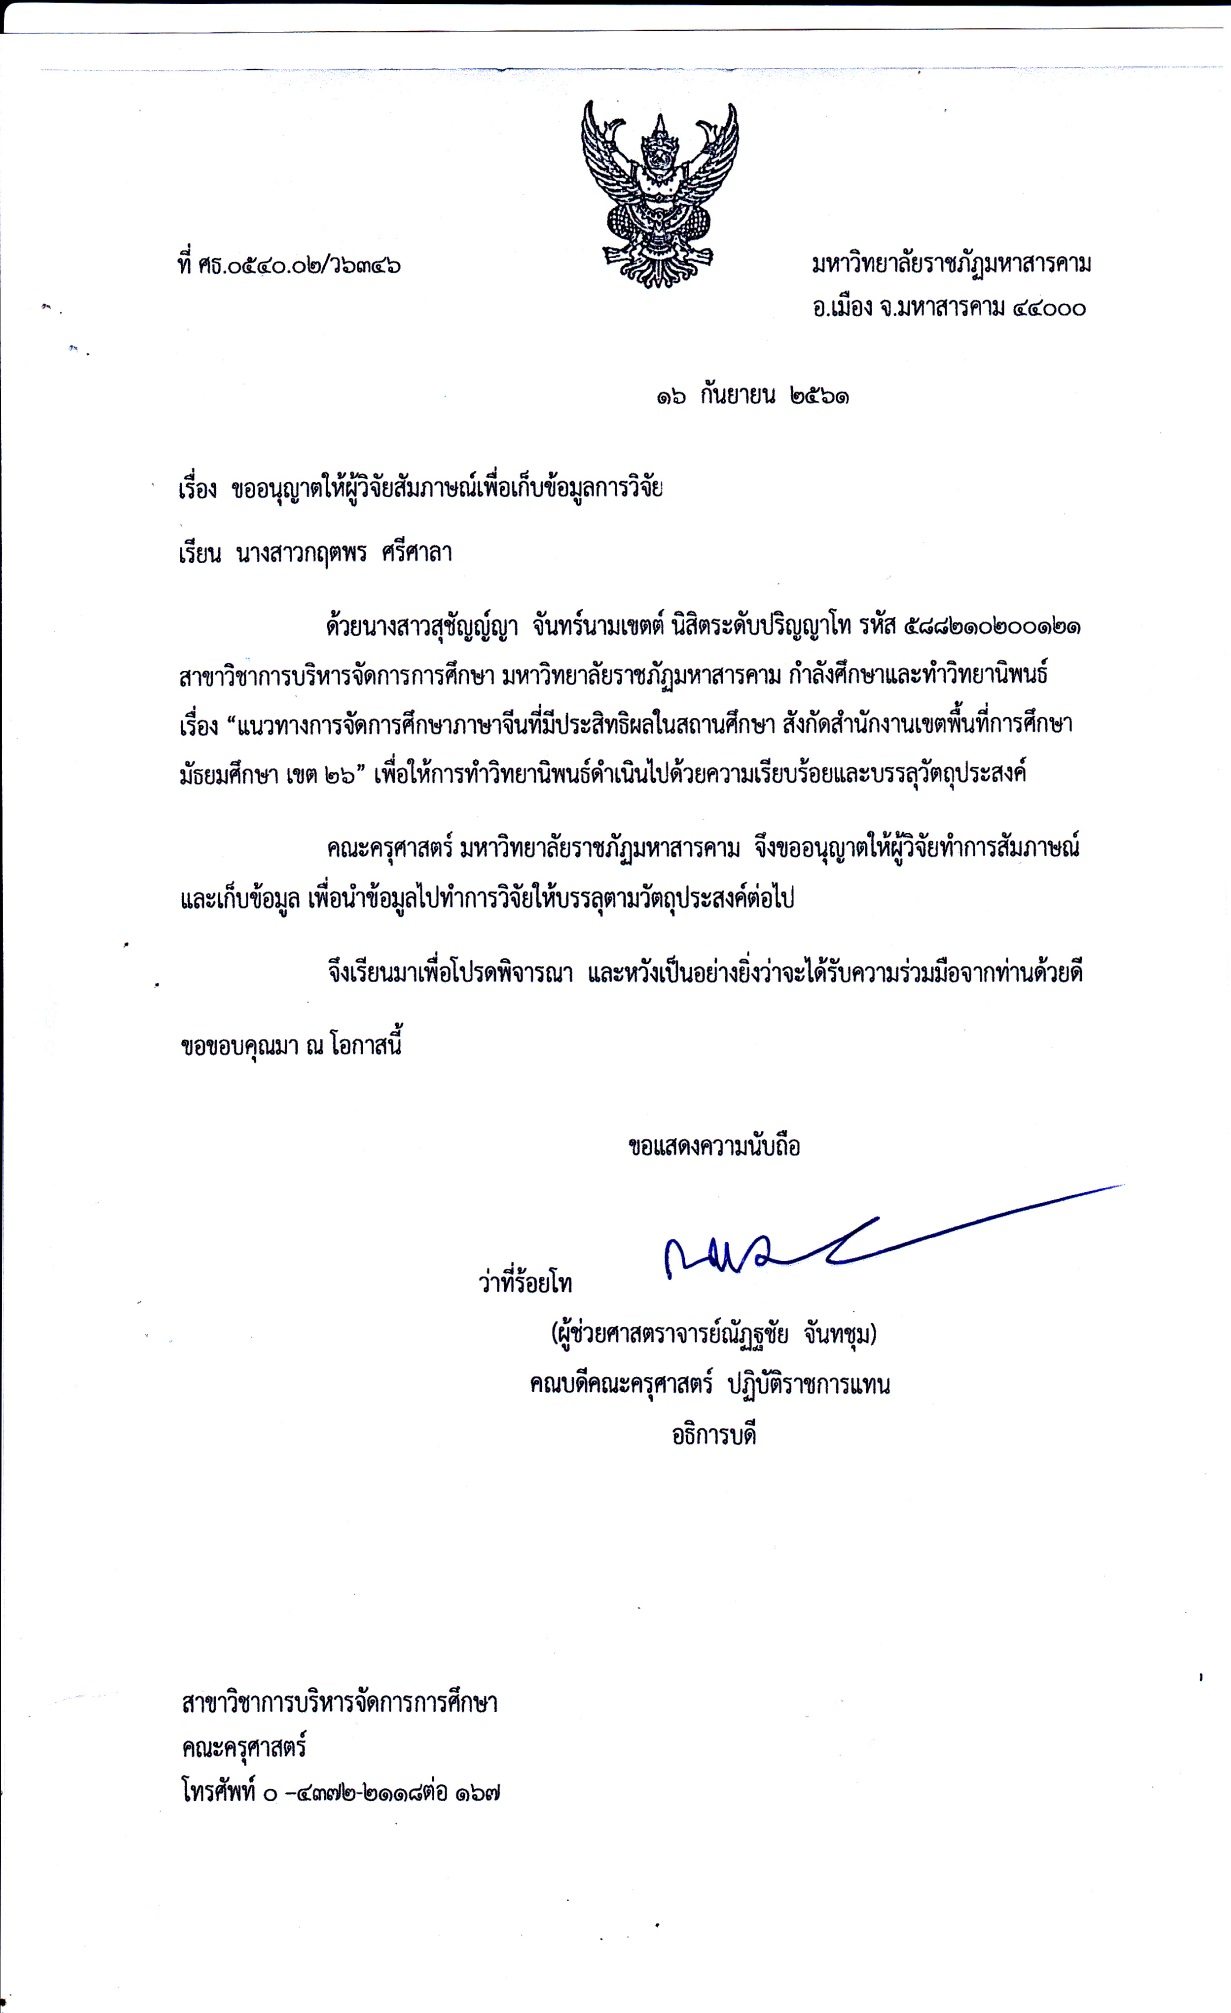 ที่ ศธ.๐๕๔๐.๐๒/ว๖๓๔๖
มหาวิทยาลัยราชภัฏมหาสารคาม
อ.เมือง จ.มหาสารคาม ๔๔๐๐๐
๑๖ กันยายน ๒๕๖๑
เรื่อง ขออนุญาตให้ผู้วิจัยสัมภาษณ์เพื่อเก็บข้อมูลการวิจัย
เรียน นางสาวกฤตพร ศรีศาลา
ด้วยนางสาวสุชัญญ์ญา จันทร์นามเขตต์ นิสิตระดับปริญญาโท รหัส ๕๘๘๒๑๐๒๐๐๑๒๑
สาขาวิชาการบริหารจัดการการศึกษา มหาวิทยาลัยราชภัฏมหาสารคาม กำลังศึกษาและทำวิทยานิพนธ์
เรื่อง “แนวทางการจัดการศึกษาภาษาจีนที่มีประสิทธิผลในสถานศึกษา สังกัดสำนักงานเขตพื้นที่การศึกษา
มัธยมศึกษา เขต ๒๖” เพื่อให้การทำวิทยานิพนธ์ดำเนินไปด้วยความเรียบร้อยและบรรลุวัตถุประสงค์
คณะครุศาสตร์ มหาวิทยาลัยราชภัฏมหาสารคาม จึงขออนุญาตให้ผู้วิจัยทำการสัมภาษณ์
และเก็บข้อมูล เพื่อนำข้อมูลไปทำการวิจัยให้บรรลุตามวัตถุประสงค์ต่อไป
จึงเรียนมาเพื่อโปรดพิจารณา และหวังเป็นอย่างยิ่งว่าจะได้รับความร่วมมือจากท่านด้วยดี
ขอขอบคุณมา ณ โอกาสนี้
ขอแสดงความนับถือ
ว่าที่ร้อยโท
(ผู้ช่วยศาสตราจารย์ณัฏฐชัย จันทชุม)
คณบดีคณะครุศาสตร์ ปฏิบัติราชการแทน
อธิการบดี
สาขาวิชาการบริหารจัดการการศึกษา
คณะครุศาสตร์
โทรศัพท์ ๐ –๔๓๗๒-๒๑๑๘ต่อ ๑๖๗